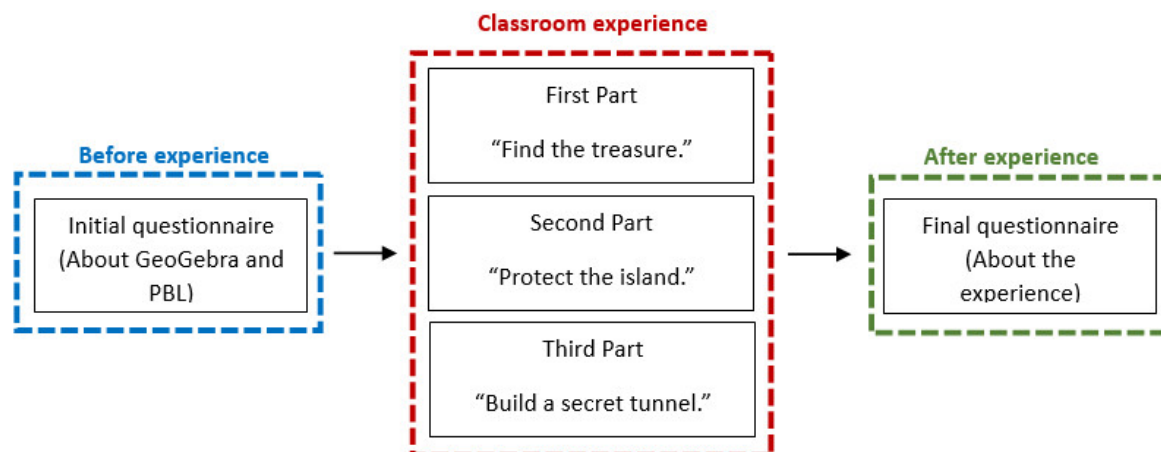 Before experience
Initial questionnaire
(About GeoGebra and
PBL)
Classroom experience
First Part
“Find the treasure.”
Second Part
“Protect the island.”
Third Part
“Build a secret tunnel.”
After experience
Final questionnaire
(About the
experience)